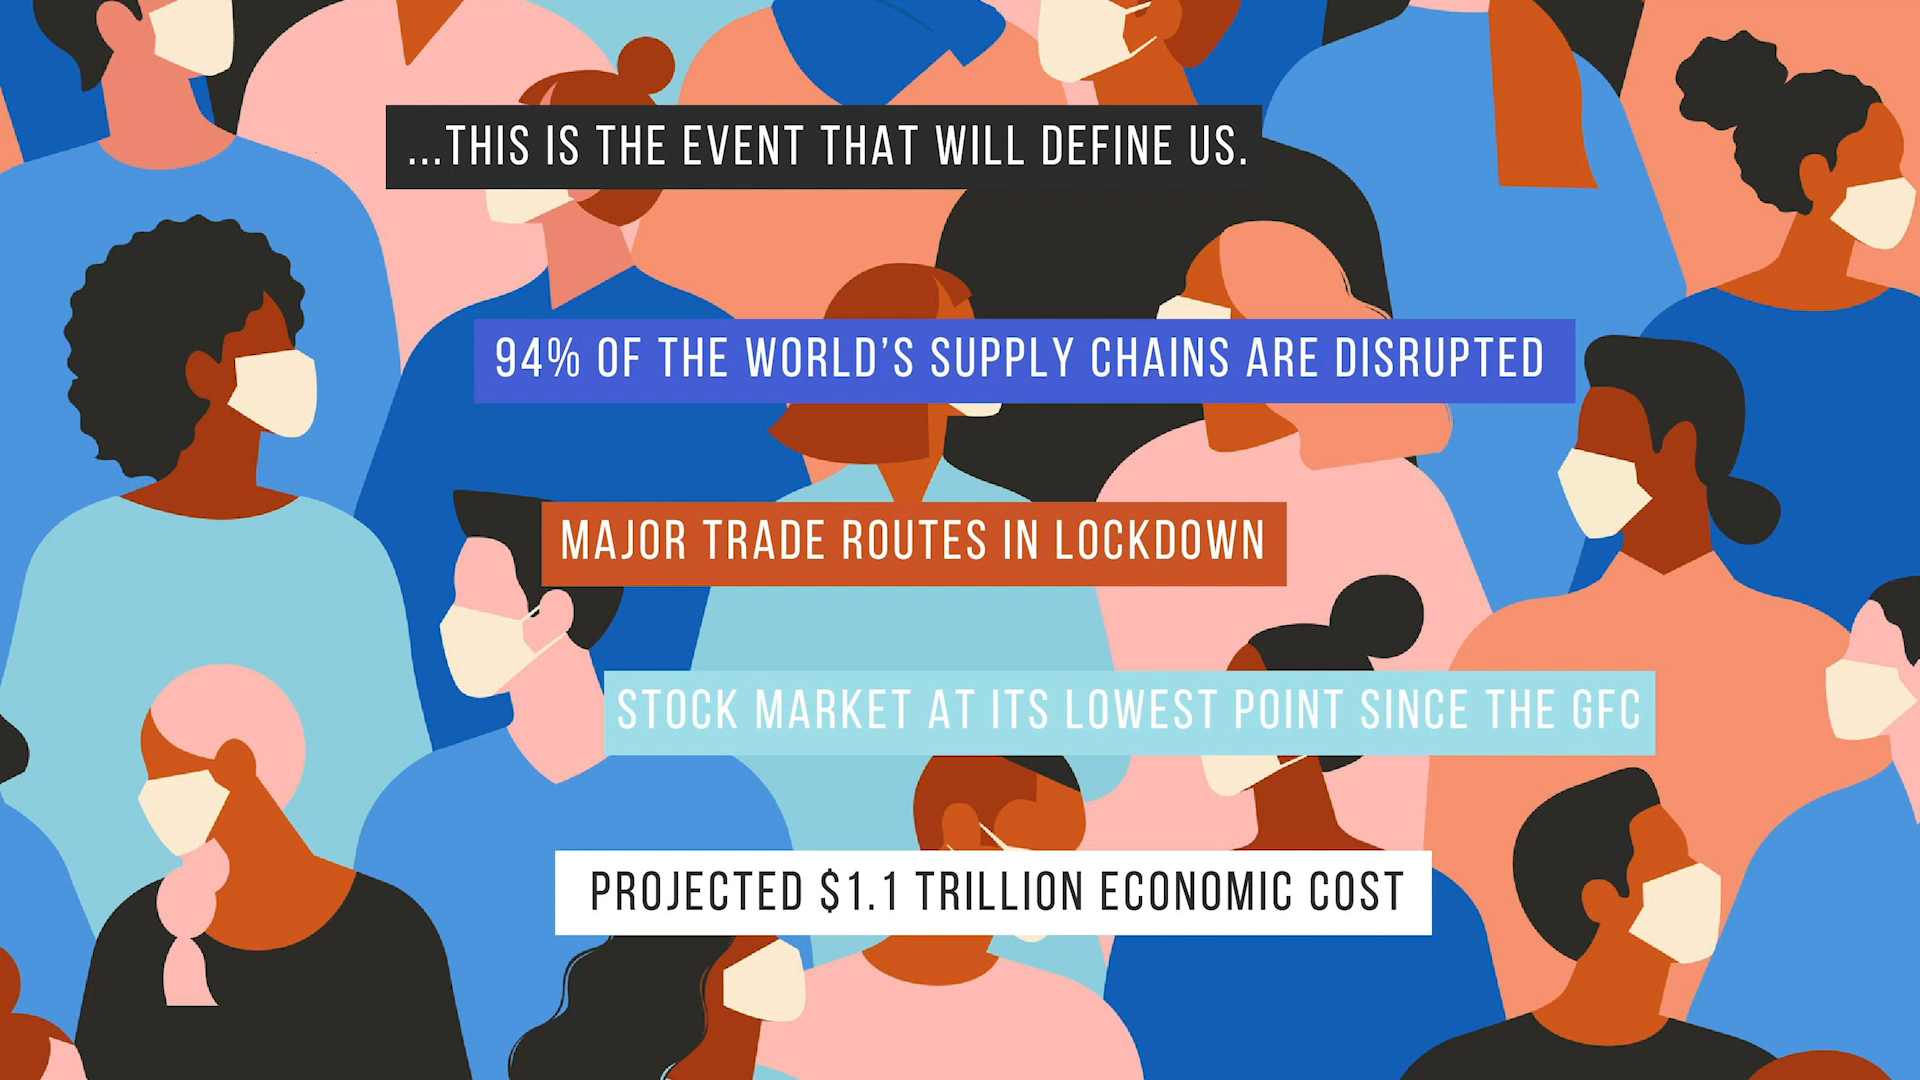 ...THIS IS THE EVENT THAT WILL DEFINE US.
94% OF THE WORLD’S SUPPLY CHAINS ARE DISRUPTED
MAJOR TRADE ROUTES IN LOCKDOWN
STOCK MARKET AT ITS LOWEST POINT SINCE THE GFC
PROJECTED $1.1 TRILLION ECONOMIC COST